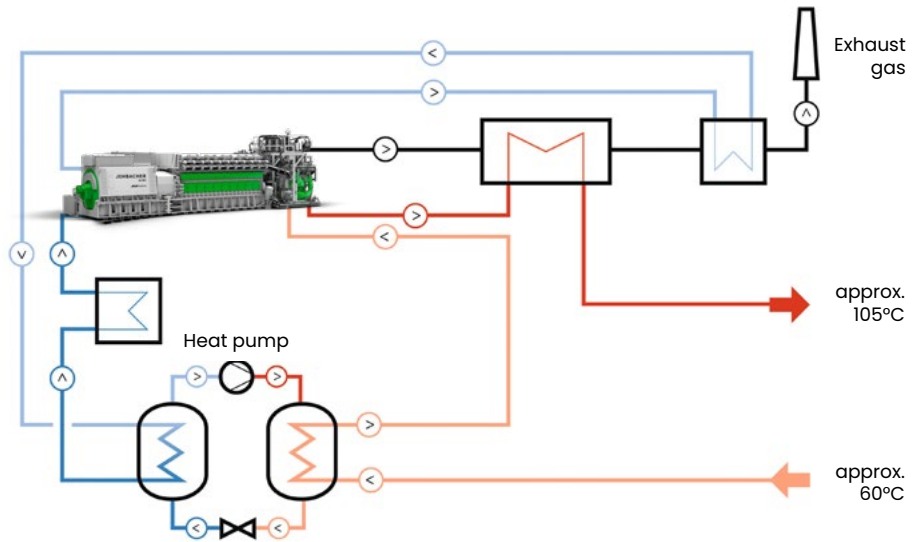 Exhaust
gas
JENBACHER
approx.
105°C
Heat pump
approx.
60°C